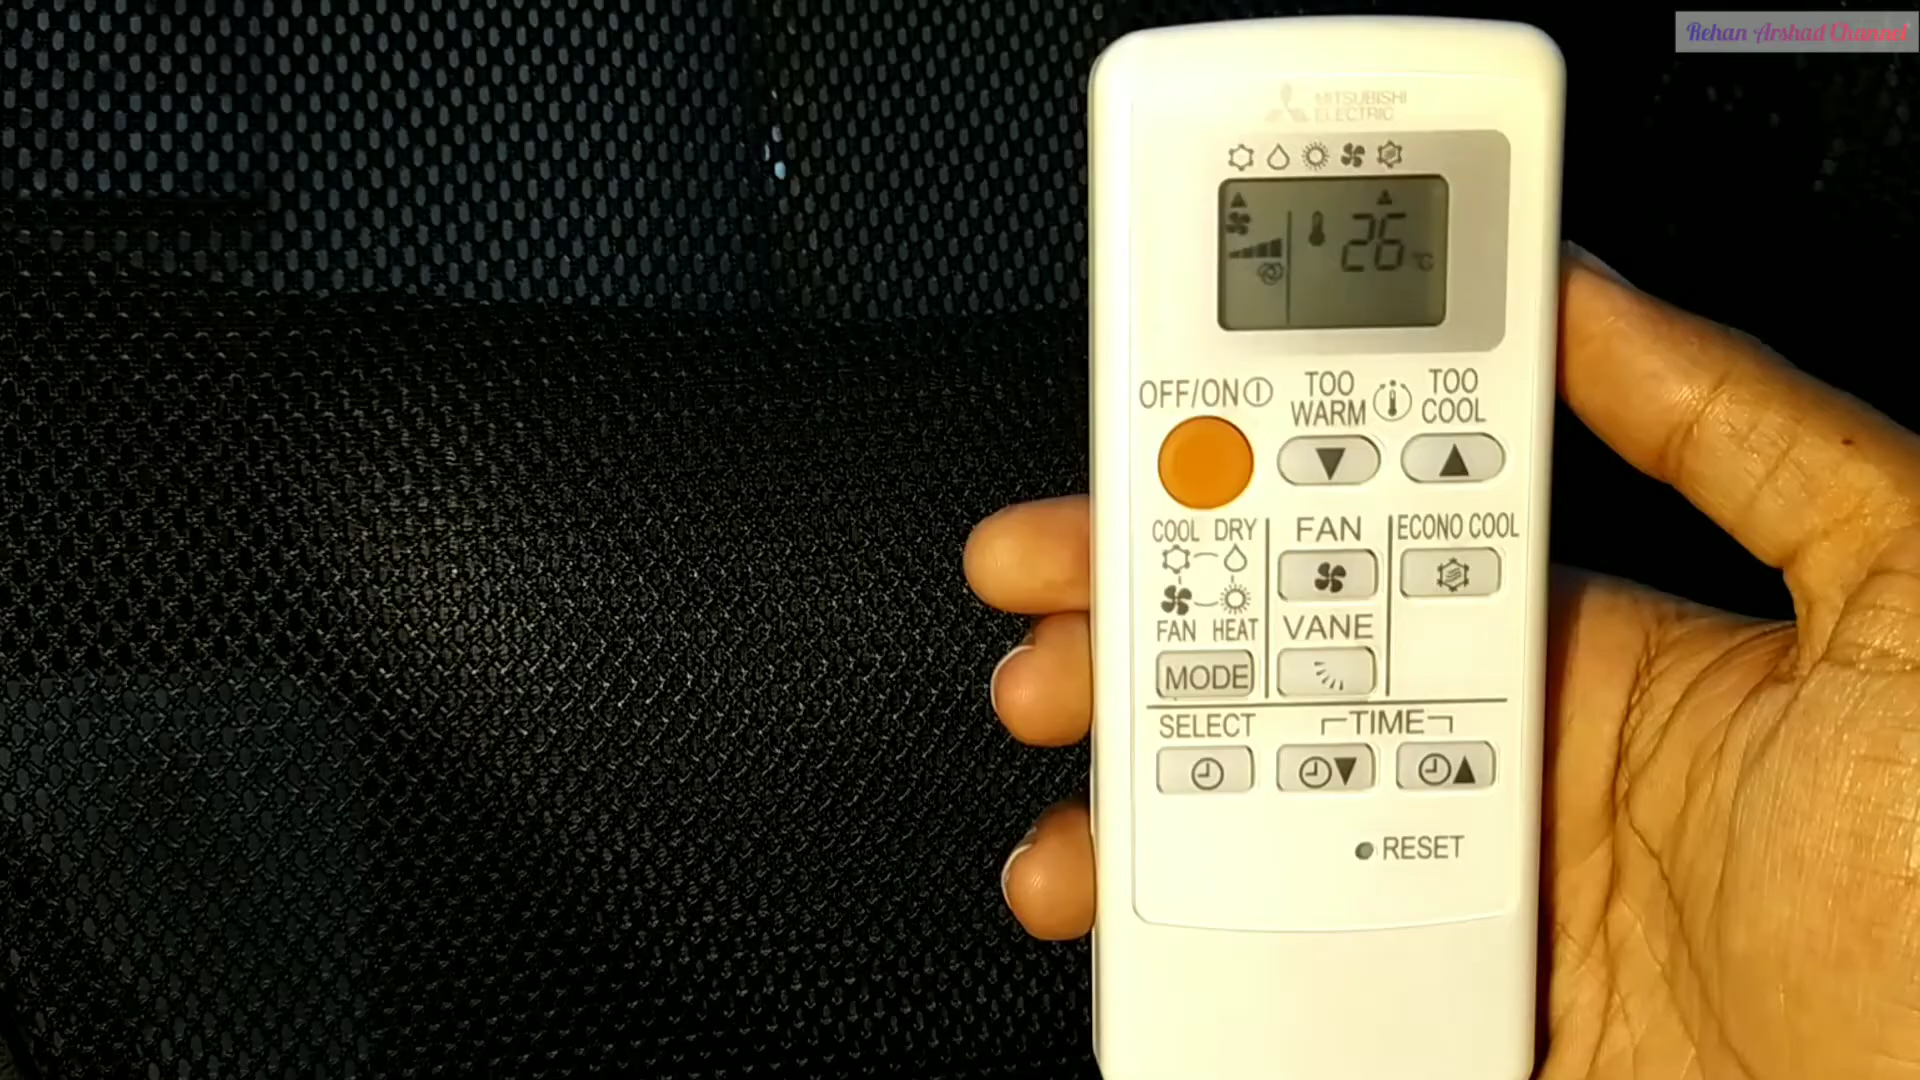 Rehan Arshad Channel
MITSUBISHI
ELECTRIC
26 °C
OFF/ON
TOO WARM
TOO COOL
COOL DRY
FAN HEAT
MODE
FAN
VANE
ECONO COOL
SELECT
TIME
RESET